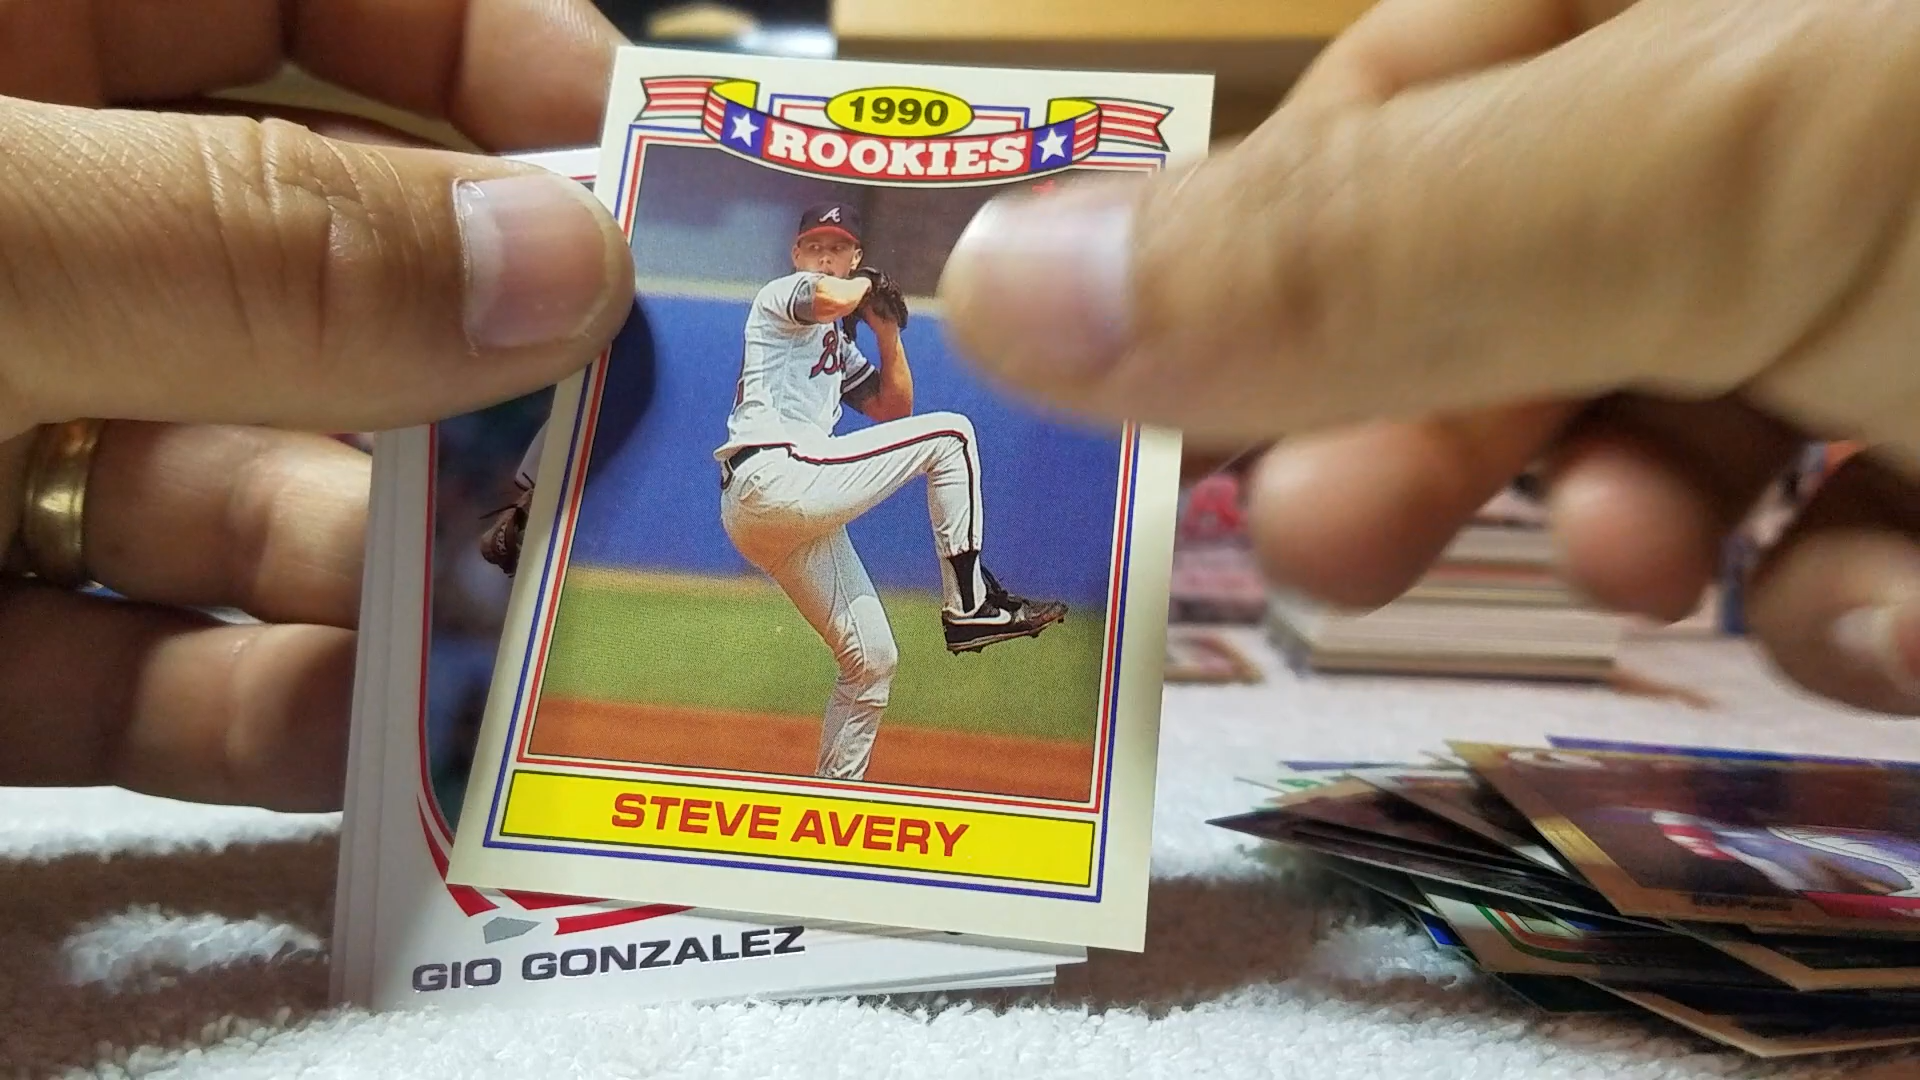 1990
ROOKIES
A
STEVE AVERY
GIO GONZALEZ